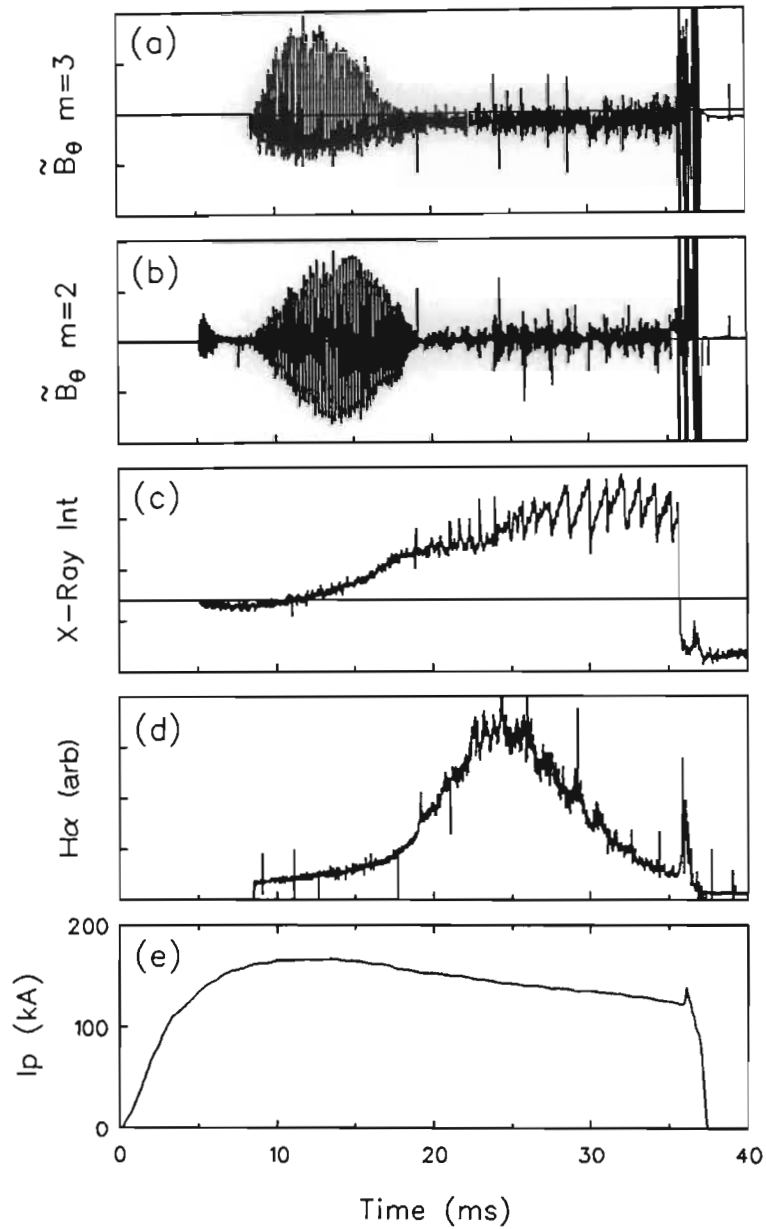 (a)
B̃θ m=3
(b)
B̃θ m=2
(c)
X−Ray Int
(d)
Hα (arb)
(e)
Ip (kA)
200
100
0
0 10 20 30 40
Time (ms)